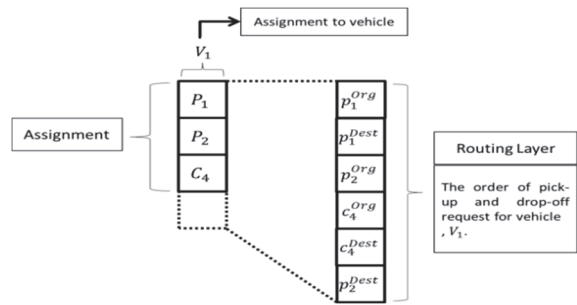 Assignment to vehicle
V₁
P₁
P₂
C₄
Assignment
p₁^Org
p₁^Dest
p₂^Org
c₄^Org
c₄^Dest
p₂^Dest
Routing Layer
The order of pick-
up and drop-off
request for vehicle
, V₁.